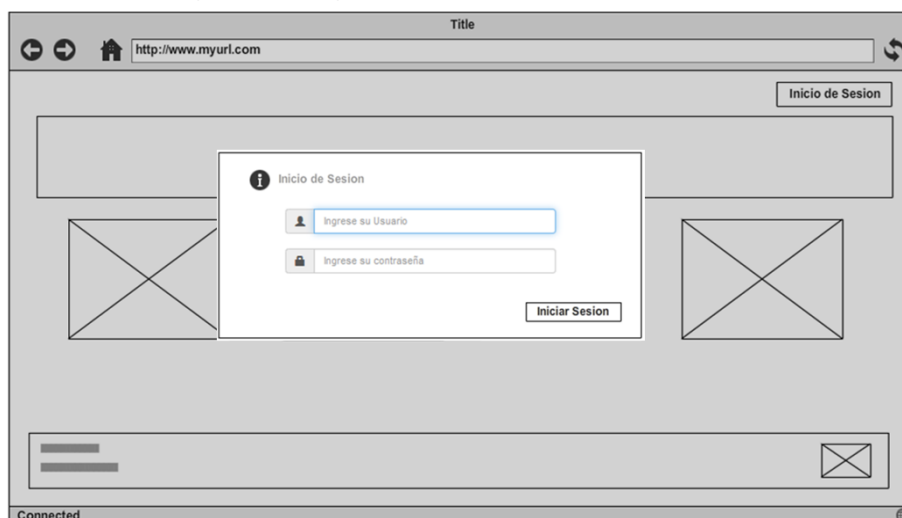 Title
http://www.myurl.com
Inicio de Sesion
Inicio de Sesion
Ingrese su Usuario
Ingrese su contraseña
Iniciar Sesion
Connected